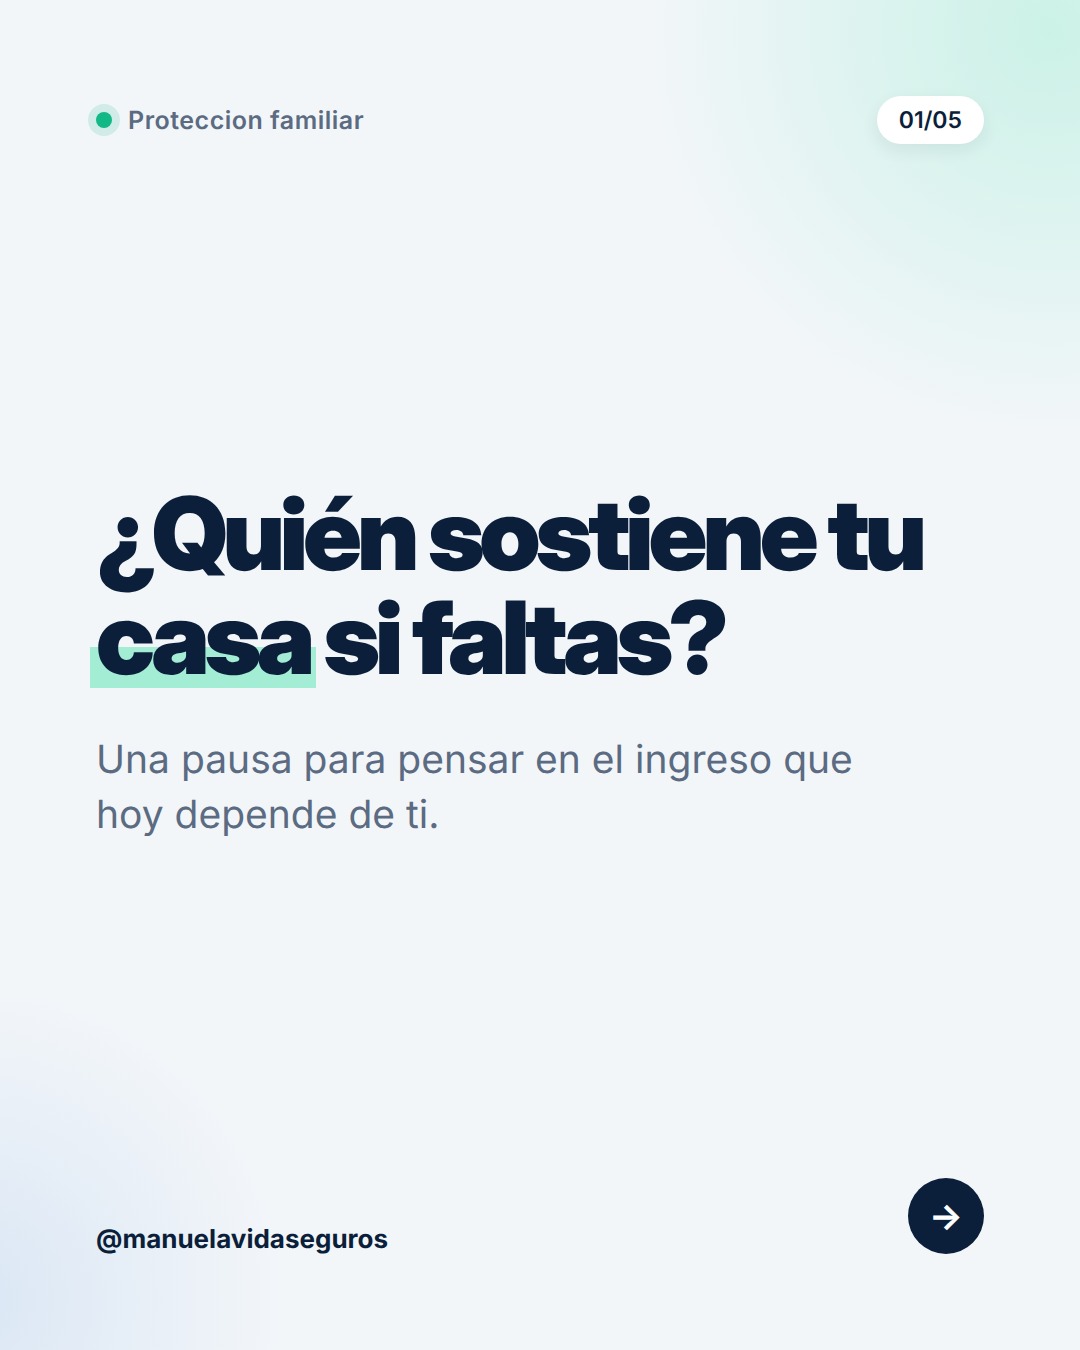 Proteccion familiar
01/05
¿Quién sostiene tu
casa si faltas?
Una pausa para pensar en el ingreso que
hoy depende de ti.
@manuelavidaseguros
→